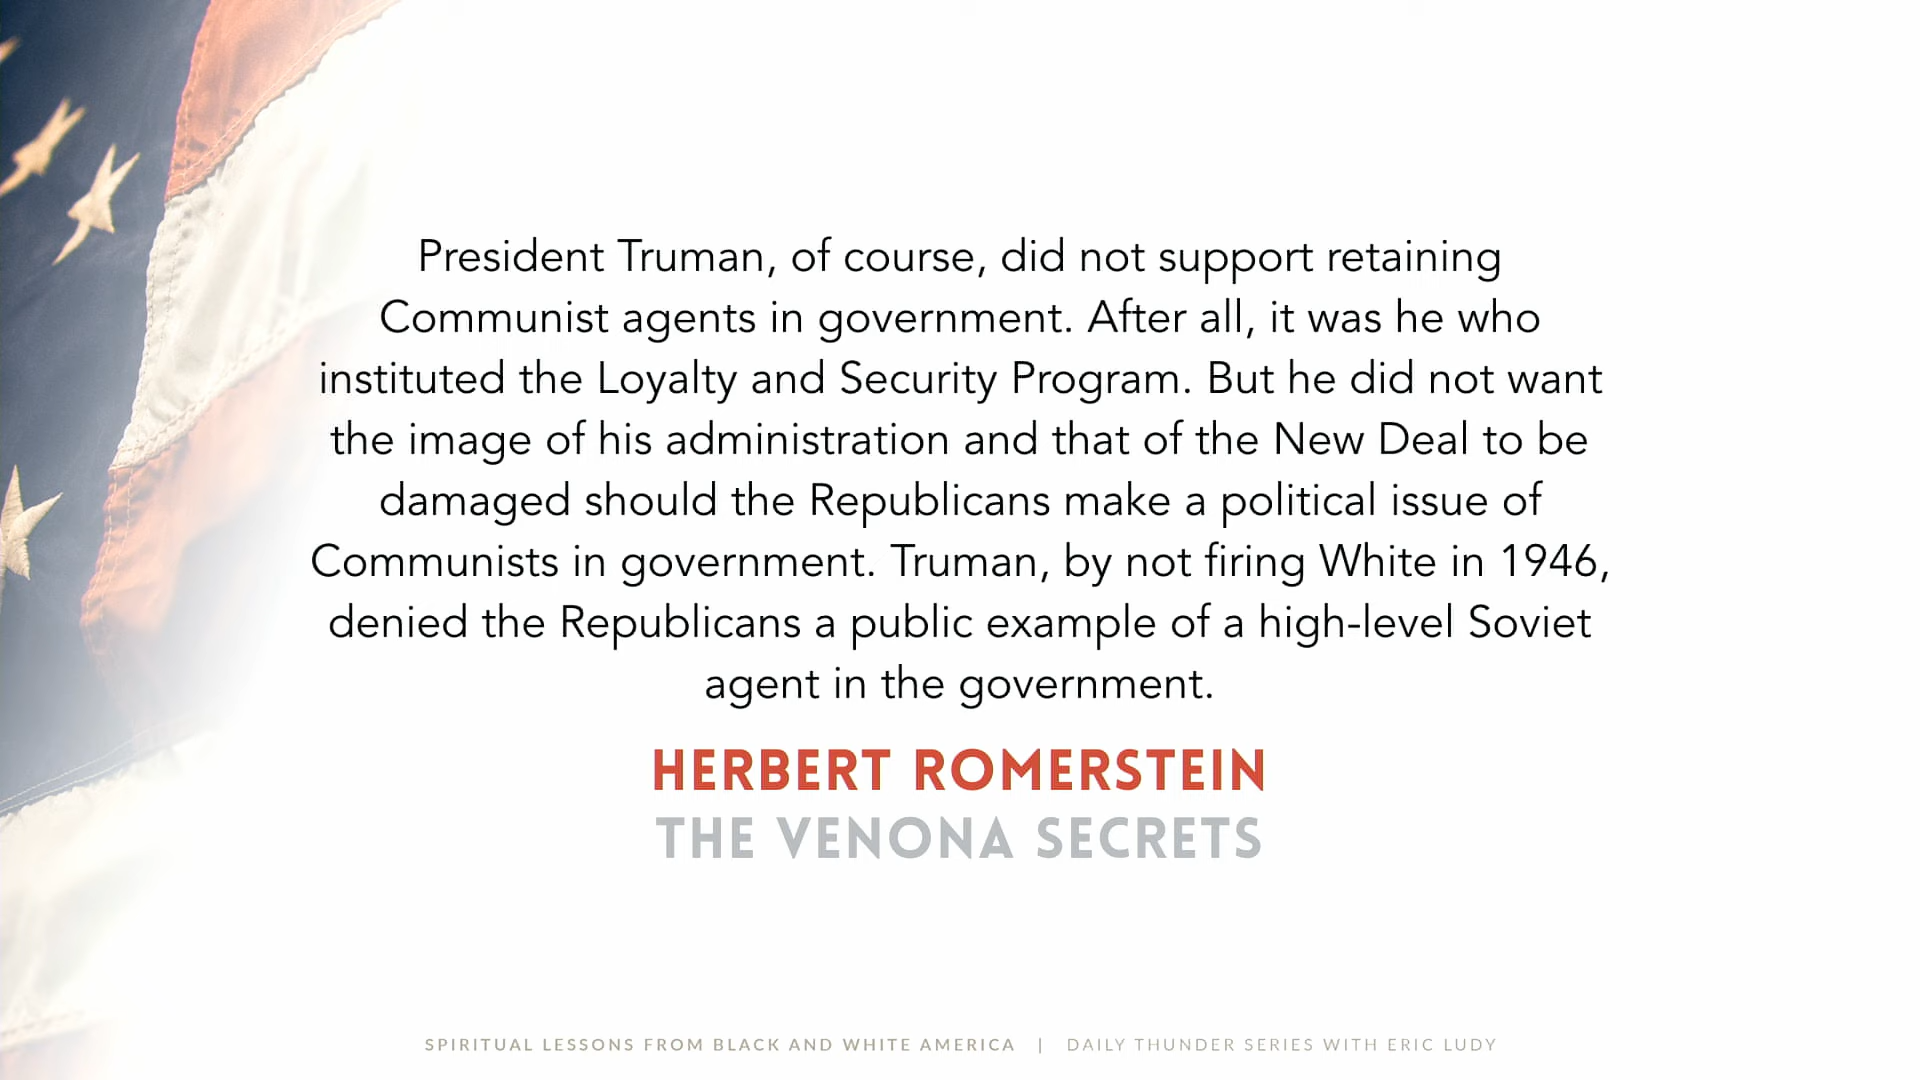 President Truman, of course, did not support retaining
Communist agents in government. After all, it was he who
instituted the Loyalty and Security Program. But he did not want
the image of his administration and that of the New Deal to be
damaged should the Republicans make a political issue of
Communists in government. Truman, by not firing White in 1946,
denied the Republicans a public example of a high-level Soviet
agent in the government.
HERBERT ROMERSTEIN
THE VENONA SECRETS
SPIRITUAL LESSONS FROM BLACK AND WHITE AMERICA | DAILY THUNDER SERIES WITH ERIC LUDY